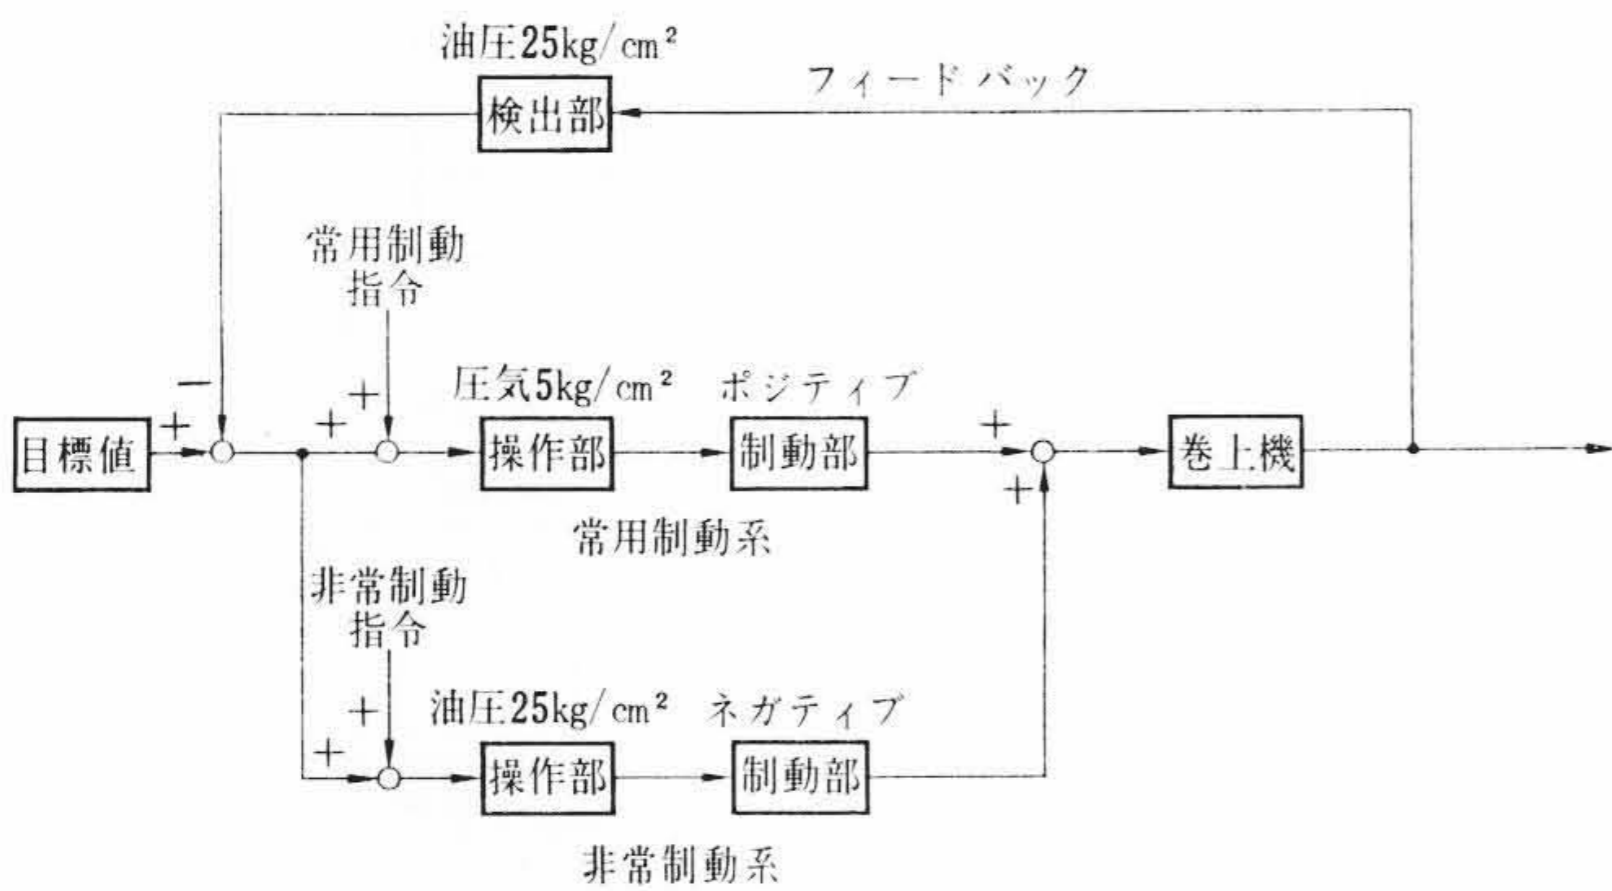 油圧25kg/cm²
フィードバック
検出部
常用制動
指令
－
＋
＋
＋
圧気5kg/cm²
ポジティブ
＋
目標値
操作部
制動部
巻上機
＋
常用制動系
非常制動
指令
＋
＋
油圧25kg/cm²
ネガティブ
操作部
制動部
非常制動系